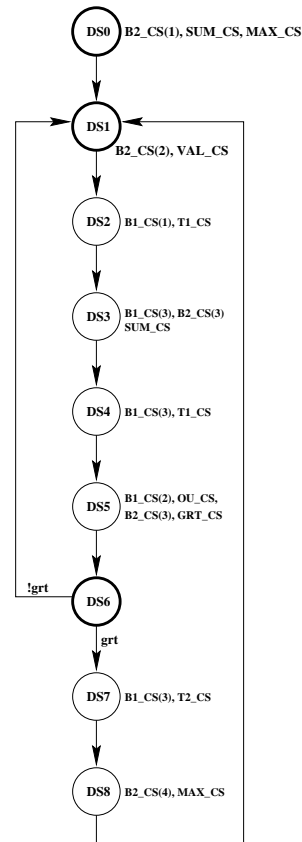 DS0 B2_CS(1), SUM_CS, MAX_CS
DS1
B2_CS(2), VAL_CS
DS2 B1_CS(1), T1_CS
DS3 B1_CS(3), B2_CS(3)
SUM_CS
DS4 B1_CS(3), T1_CS
DS5 B1_CS(2), OU_CS,
B2_CS(3), GRT_CS
!grt
DS6
grt
DS7 B1_CS(3), T2_CS
DS8 B2_CS(4), MAX_CS